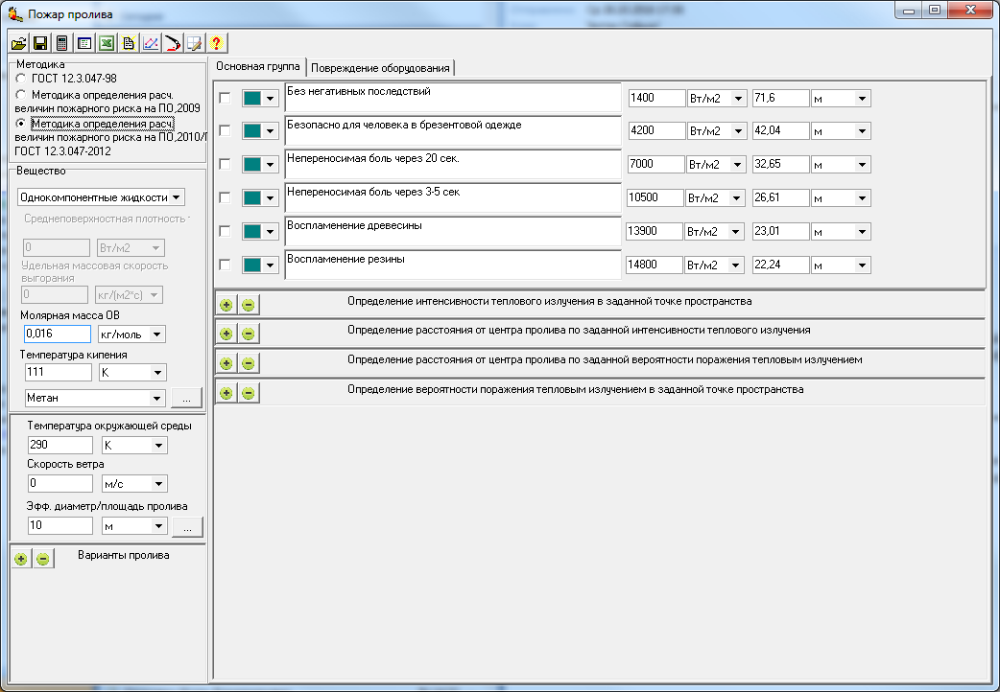 Пожар пролива
Методика
ГОСТ 12.3.047-98
Методика определения расч.
величин пожарного риска на ПО,2009
Методика определения расч.
величин пожарного риска на ПО,2010/
ГОСТ 12.3.047-2012
Вещество
Однокомпонентные жидкости
Среднеповерхностная плотность
0 Вт/м2
Удельная массовая скорость
выгорания
0 кг/(м2*с)
Молярная масса ОВ
0,016 кг/моль
Температура кипения
111 K
Метан ...
Температура окружающей среды
290 K
Скорость ветра
0 м/с
Эфф. диаметр/площадь пролива
10 м ...
Варианты пролива
Основная группа Повреждение оборудования
Без негативных последствий 1400 Вт/м2 71,6 м
Безопасно для человека в брезентовой одежде 4200 Вт/м2 42,04 м
Непереносимая боль через 20 сек. 7000 Вт/м2 32,65 м
Непереносимая боль через 3-5 сек 10500 Вт/м2 26,61 м
Воспламенение древесины 13900 Вт/м2 23,01 м
Воспламенение резины 14800 Вт/м2 22,24 м
Определение интенсивности теплового излучения в заданной точке пространства
Определение расстояния от центра пролива по заданной интенсивности теплового излучения
Определение расстояния от центра пролива по заданной вероятности поражения тепловым излучением
Определение вероятности поражения тепловым излучением в заданной точке пространства